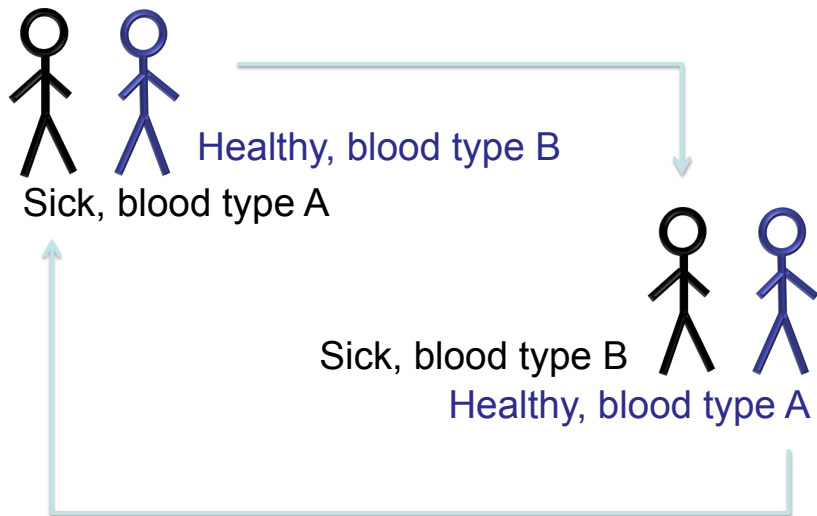 Healthy, blood type B
Sick, blood type A
Sick, blood type B
Healthy, blood type A